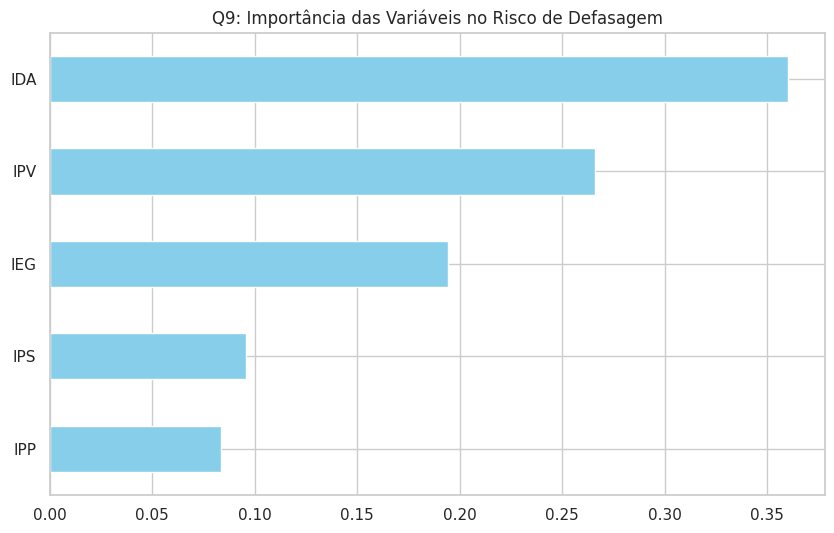 Q9: Importância das Variáveis no Risco de Defasagem
IDA
IPV
IEG
IPS
IPP
0.00 0.05 0.10 0.15 0.20 0.25 0.30 0.35